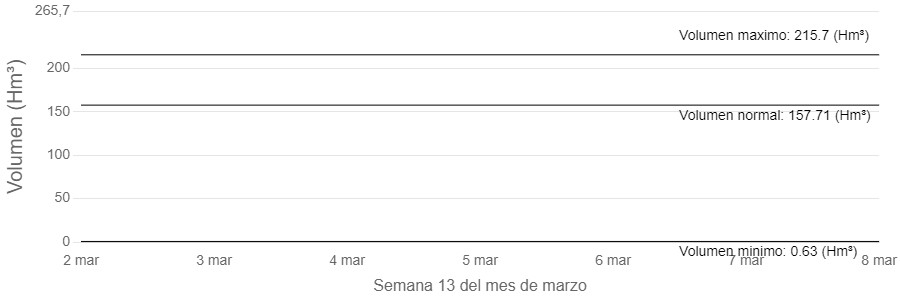 265,7
Volumen maximo: 215.7 (Hm³)
200
Volumen (Hm³)
150
Volumen normal: 157.71 (Hm³)
100
50
0
Volumen minimo: 0.63 (Hm³)
2 mar 3 mar 4 mar 5 mar 6 mar 7 mar 8 mar
Semana 13 del mes de marzo